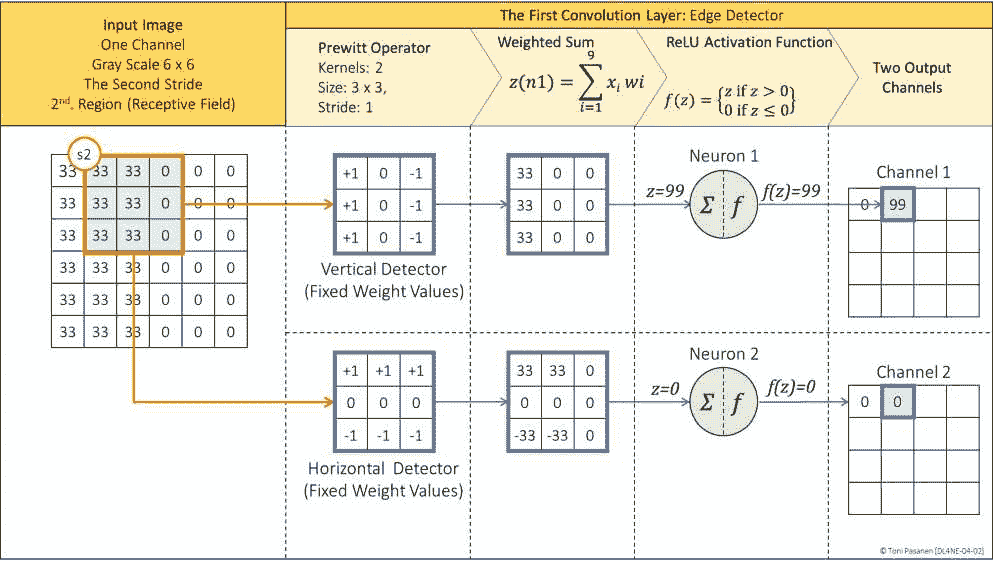 Input Image
One Channel
Gray Scale 6 x 6
The Second Stride
2nd. Region (Receptive Field)
The First Convolution Layer: Edge Detector
Prewitt Operator
Kernels: 2
Size: 3 x 3,
Stride: 1
Weighted Sum
z(n1) = ∑ xi wi
9
i=1
ReLU Activation Function
f(z) = {z if z > 0
0 if z ≤ 0}
Two Output
Channels
s2
33 33 33 0 0 0
33 33 33 0 0 0
33 33 33 0 0 0
33 33 33 0 0 0
33 33 33 0 0 0
33 33 33 0 0 0
+1 0 -1
+1 0 -1
+1 0 -1
Vertical Detector
(Fixed Weight Values)
33 0 0
33 0 0
33 0 0
Neuron 1
z=99
Σ f
f(z)=99
Channel 1
0 99
+1 +1 +1
0 0 0
-1 -1 -1
Horizontal Detector
(Fixed Weight Values)
33 33 0
0 0 0
-33 -33 0
Neuron 2
z=0
Σ f
f(z)=0
Channel 2
0 0
© Toni Pasanen [DL4NE-04-02]